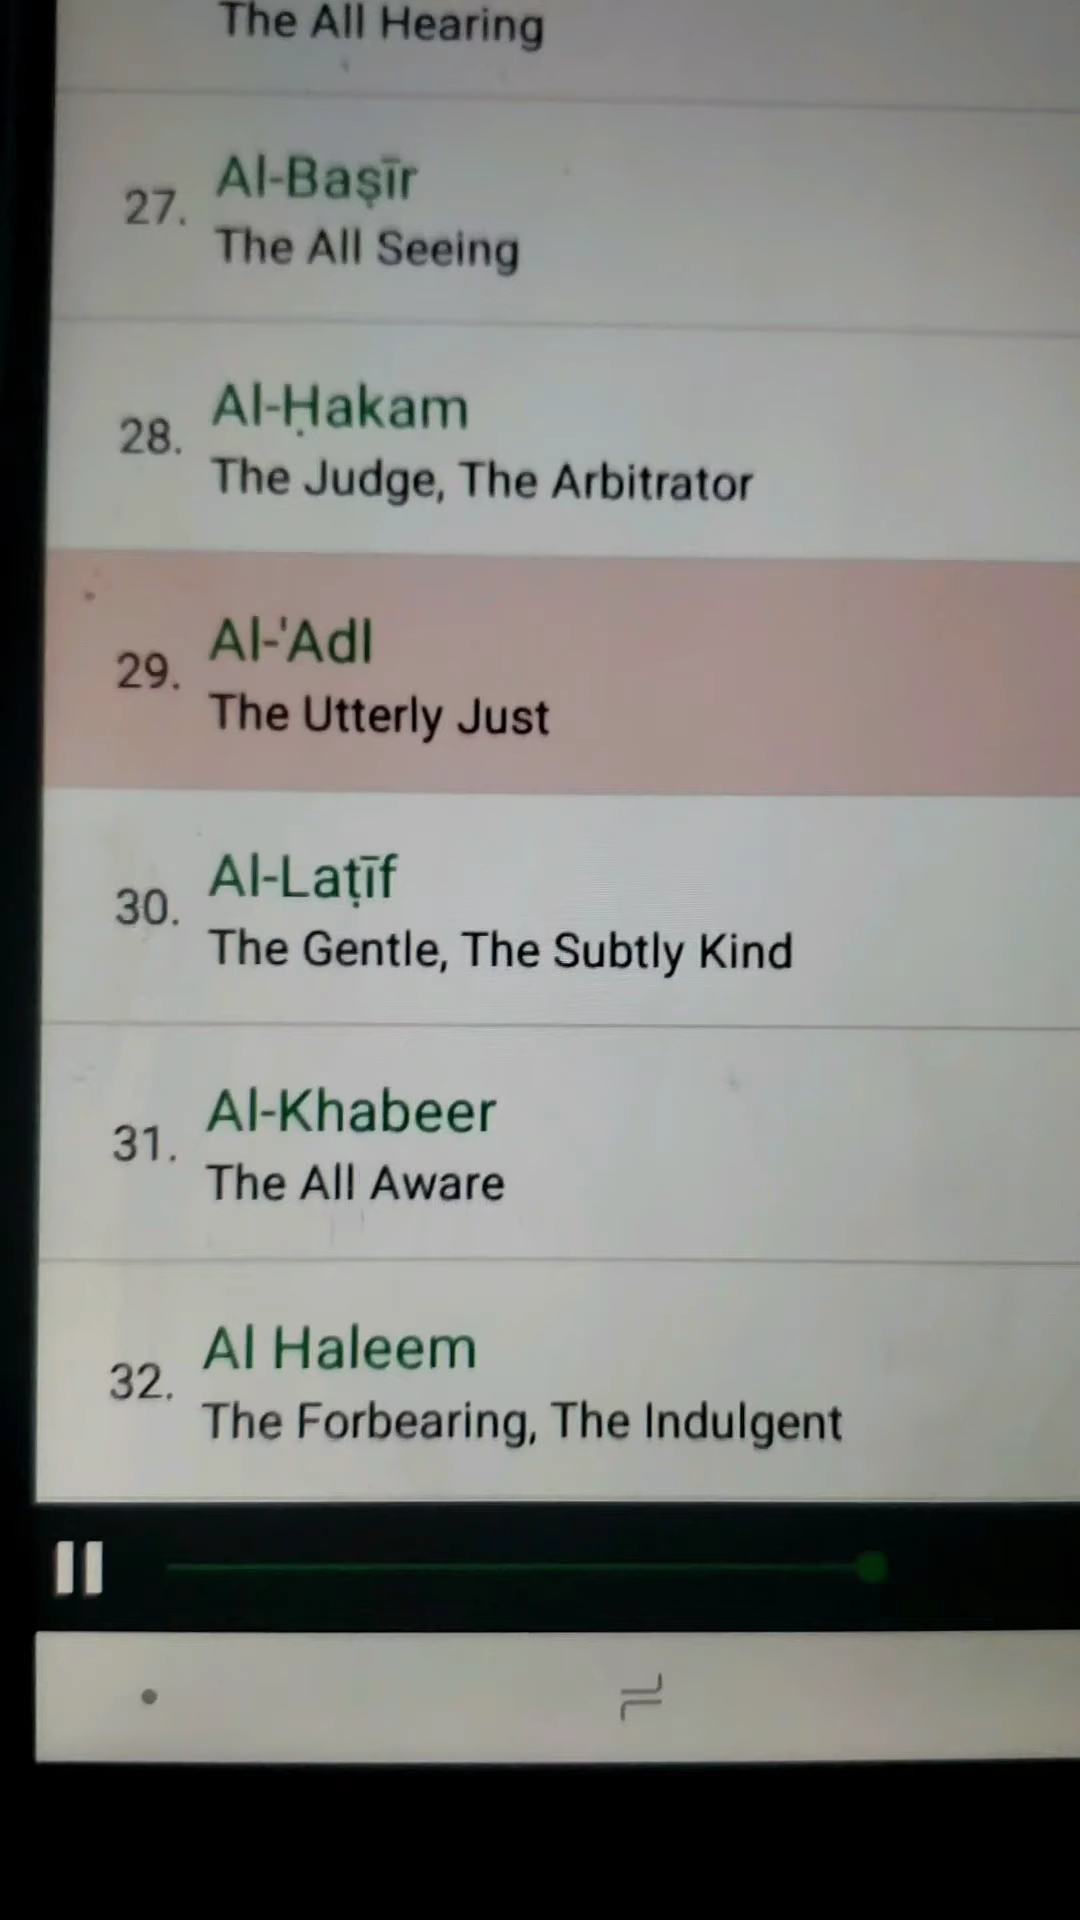 The All Hearing
27.
Al-Baṣīr
The All Seeing
28.
Al-Ḥakam
The Judge, The Arbitrator
29.
Al-'Adl
The Utterly Just
30.
Al-Laṭīf
The Gentle, The Subtly Kind
31.
Al-Khabeer
The All Aware
32.
Al Haleem
The Forbearing, The Indulgent